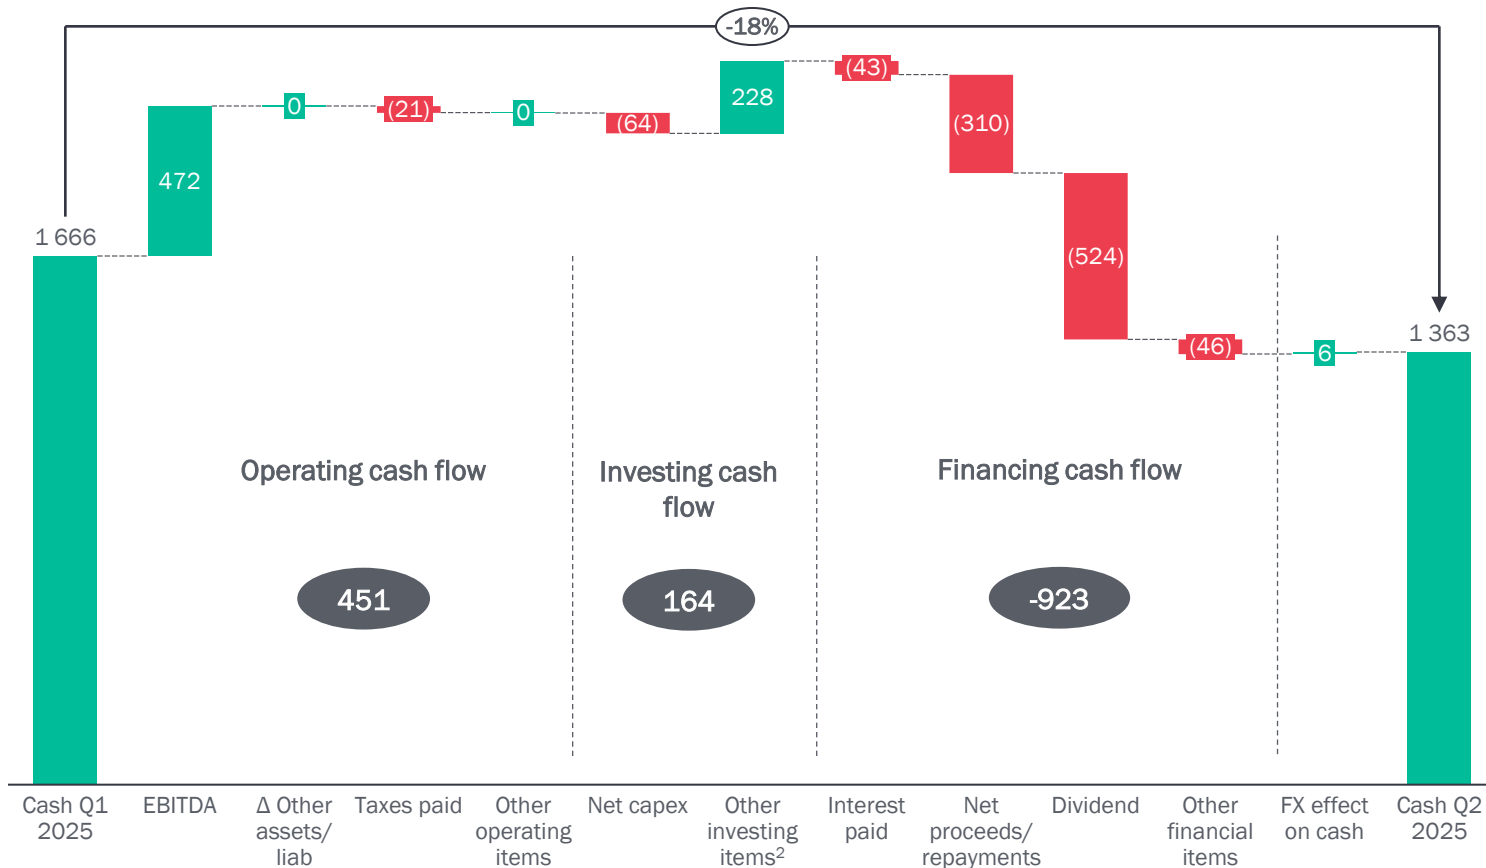 -18%
1 666
472
0
(21)
0
(64)
228
(43)
(310)
(524)
(46)
6
1 363
Operating cash flow
451
Investing cash
flow
164
Financing cash flow
-923
Cash Q1
2025
EBITDA
Δ Other
assets/
liab
Taxes paid
Other
operating
items
Net capex
Other
investing
items²
Interest
paid
Net
proceeds/
repayments
Dividend
Other
financial
items
FX effect
on cash
Cash Q2
2025